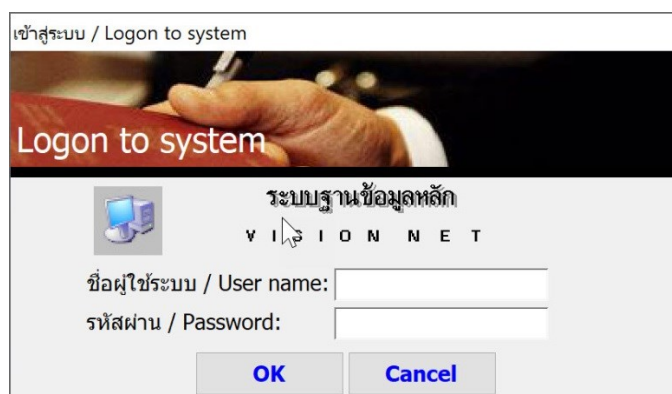 เข้าสู่ระบบ / Logon to system
Logon to system
ระบบฐานข้อมูลหลัก
V I S I O N N E T
ชื่อผู้ใช้ระบบ / User name:
รหัสผ่าน / Password:
OK Cancel